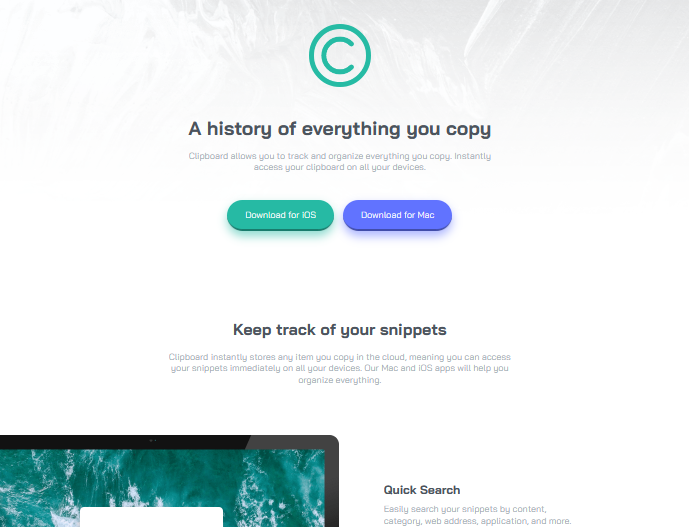 A history of everything you copy
Clipboard allows you to track and organize everything you copy. Instantly
access your clipboard on all your devices.
Download for iOS
Download for Mac
Keep track of your snippets
Clipboard instantly stores any item you copy in the cloud, meaning you can access
your snippets immediately on all your devices. Our Mac and iOS apps will help you
organize everything.
Quick Search
Easily search your snippets by content,
category, web address, application, and more.